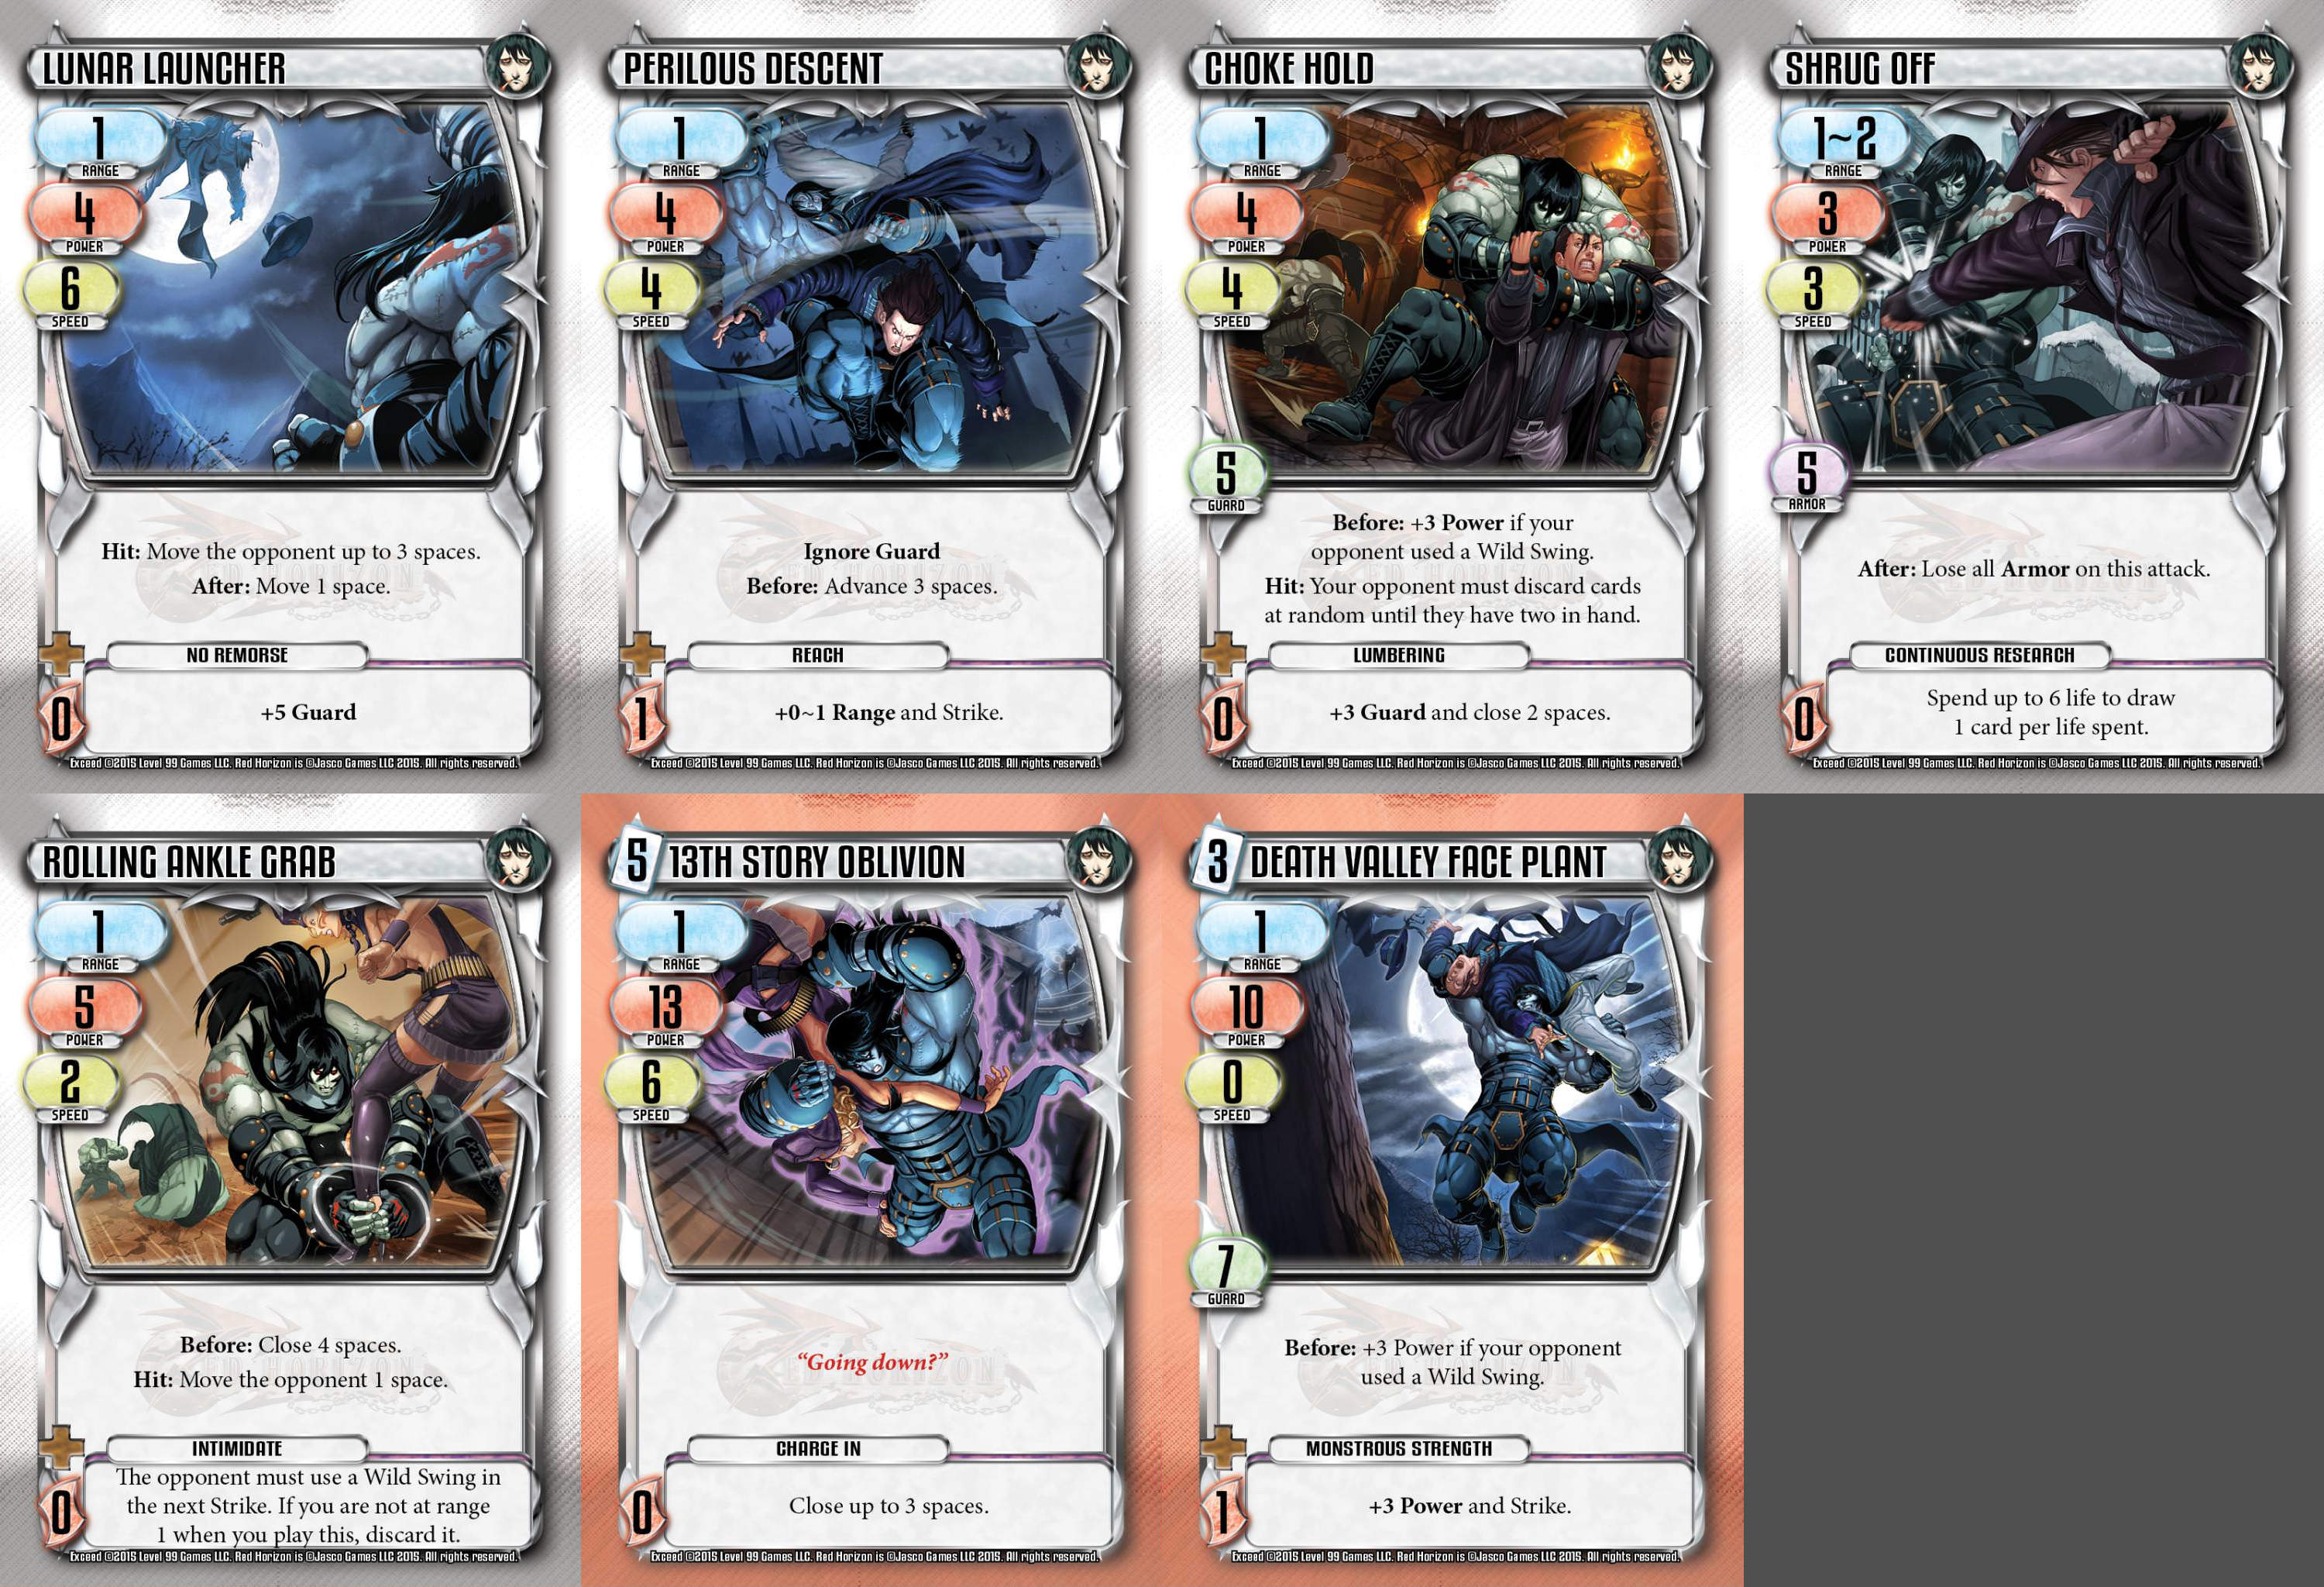 LUNAR LAUNCHER
1
RANGE
4
POWER
6
SPEED
Hit: Move the opponent up to 3 spaces.
After: Move 1 space.
NO REMORSE
0
+5 Guard
Exceed ©2015 Level 99 Games LLC. Red Horizon is ©Jasco Games LLC 2015. All rights reserved.
PERILOUS DESCENT
1
RANGE
4
POWER
4
SPEED
Ignore Guard
Before: Advance 3 spaces.
REACH
1
+0~1 Range and Strike.
Exceed ©2015 Level 99 Games LLC. Red Horizon is ©Jasco Games LLC 2015. All rights reserved.
CHOKE HOLD
1
RANGE
4
POWER
4
SPEED
5
GUARD
Before: +3 Power if your
opponent used a Wild Swing.
Hit: Your opponent must discard cards
at random until they have two in hand.
LUMBERING
0
+3 Guard and close 2 spaces.
Exceed ©2015 Level 99 Games LLC. Red Horizon is ©Jasco Games LLC 2015. All rights reserved.
SHRUG OFF
1~2
RANGE
3
POWER
3
SPEED
5
ARMOR
After: Lose all Armor on this attack.
CONTINUOUS RESEARCH
0
Spend up to 6 life to draw
1 card per life spent.
Exceed ©2015 Level 99 Games LLC. Red Horizon is ©Jasco Games LLC 2015. All rights reserved.
ROLLING ANKLE GRAB
1
RANGE
5
POWER
2
SPEED
Before: Close 4 spaces.
Hit: Move the opponent 1 space.
INTIMIDATE
0
The opponent must use a Wild Swing in
the next Strike. If you are not at range
1 when you play this, discard it.
Exceed ©2015 Level 99 Games LLC. Red Horizon is ©Jasco Games LLC 2015. All rights reserved.
5 13TH STORY OBLIVION
1
RANGE
13
POWER
6
SPEED
“Going down?”
CHARGE IN
0
Close up to 3 spaces.
Exceed ©2015 Level 99 Games LLC. Red Horizon is ©Jasco Games LLC 2015. All rights reserved.
3 DEATH VALLEY FACE PLANT
1
RANGE
10
POWER
0
SPEED
7
GUARD
Before: +3 Power if your opponent
used a Wild Swing.
MONSTROUS STRENGTH
1
+3 Power and Strike.
Exceed ©2015 Level 99 Games LLC. Red Horizon is ©Jasco Games LLC 2015. All rights reserved.